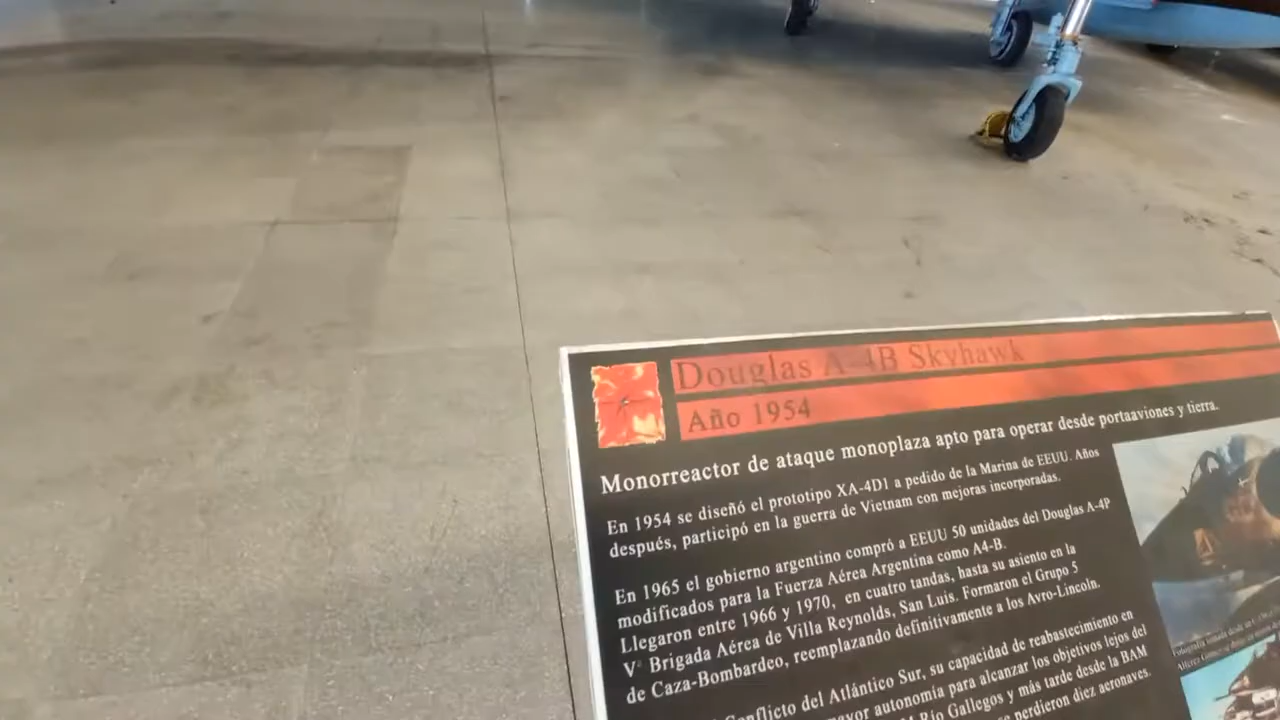 Douglas A-4B Skyhawk
Año 1954
Monorreactor de ataque monoplaza apto para operar desde portaaviones y tierra.
En 1954 se diseñó el prototipo XA-4D1 a pedido de la Marina de EEUU. Años
después, participó en la guerra de Vietnam con mejoras incorporadas.
En 1965 el gobierno argentino compró a EEUU 50 unidades del Douglas A-4P
modificados para la Fuerza Aérea Argentina como A4-B.
Llegaron entre 1966 y 1970, en cuatro tandas, hasta su asiento en la
Vª Brigada Aérea de Villa Reynolds, San Luis. Formaron el Grupo 5
de Caza-Bombardeo, reemplazando definitivamente a los Avro-Lincoln.
Conflicto del Atlántico Sur, su capacidad de reabastecimiento en
mayor autonomía para alcanzar los objetivos lejos del
Río Gallegos y más tarde desde la BAM
se perdieron diez aeronaves.